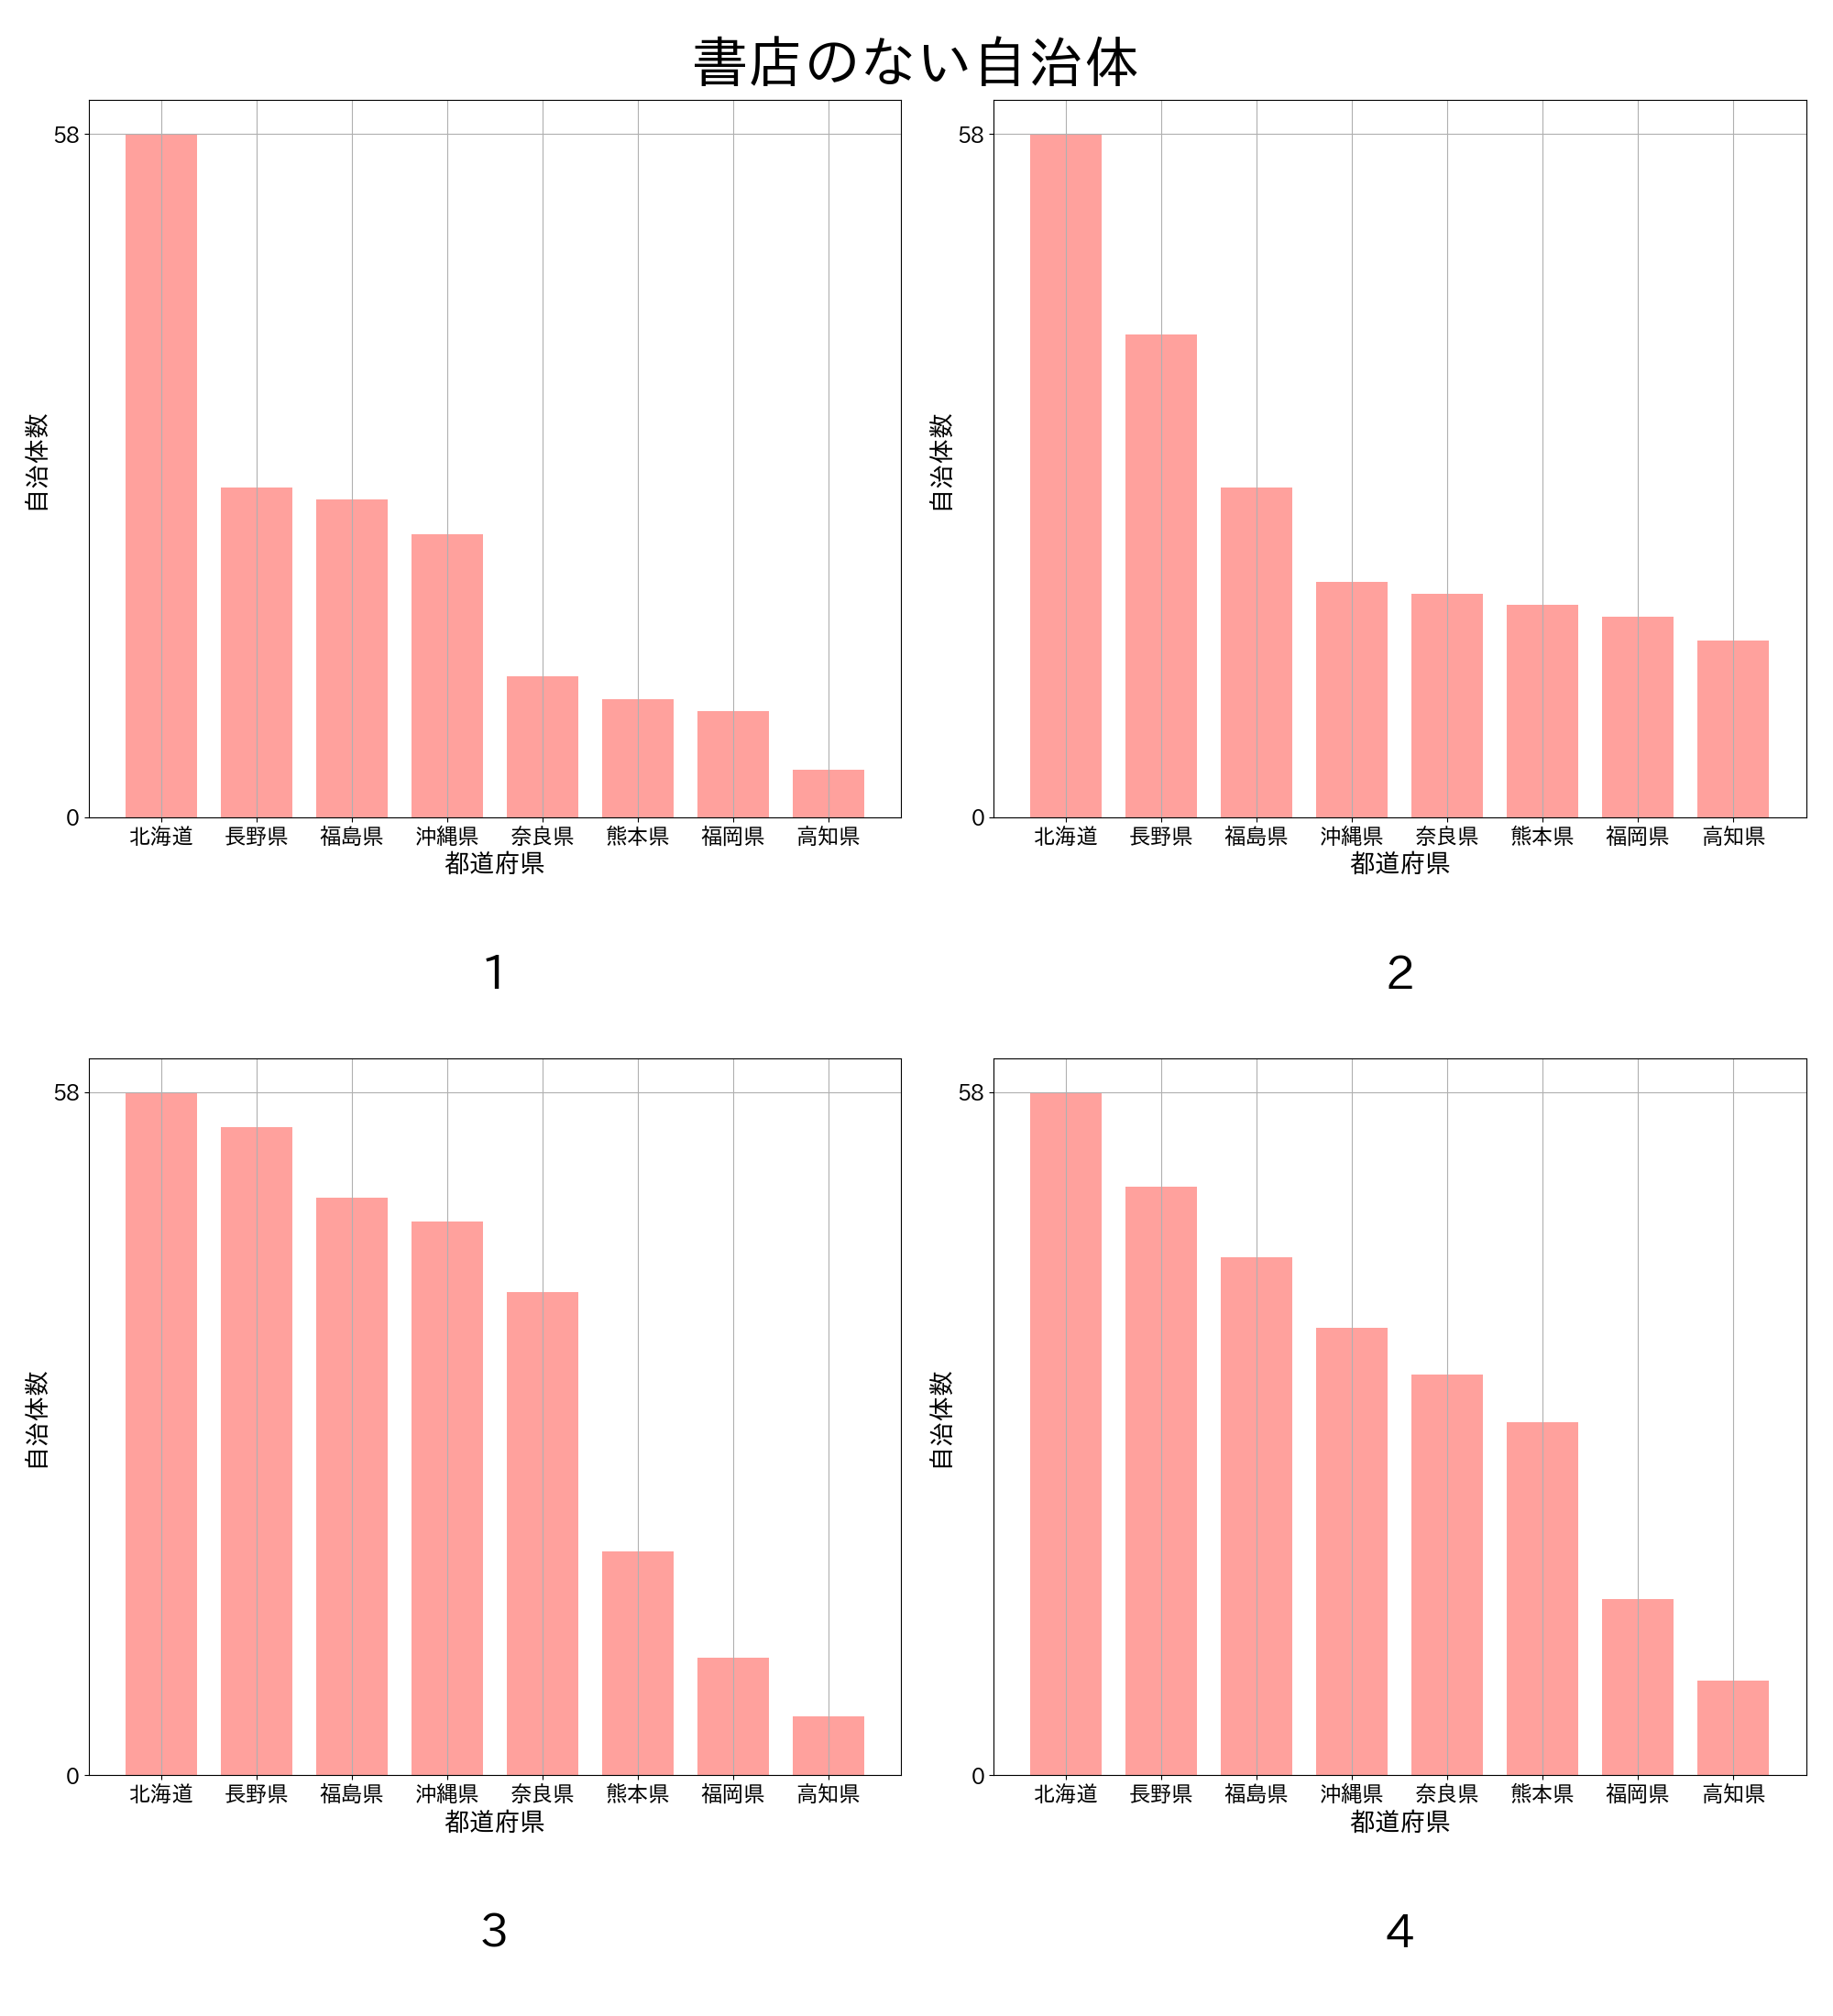 書店のない自治体
58
0
自治体数
北海道 長野県 福島県 沖縄県 奈良県 熊本県 福岡県 高知県
都道府県
1
58
0
自治体数
北海道 長野県 福島県 沖縄県 奈良県 熊本県 福岡県 高知県
都道府県
2
58
0
自治体数
北海道 長野県 福島県 沖縄県 奈良県 熊本県 福岡県 高知県
都道府県
3
58
0
自治体数
北海道 長野県 福島県 沖縄県 奈良県 熊本県 福岡県 高知県
都道府県
4